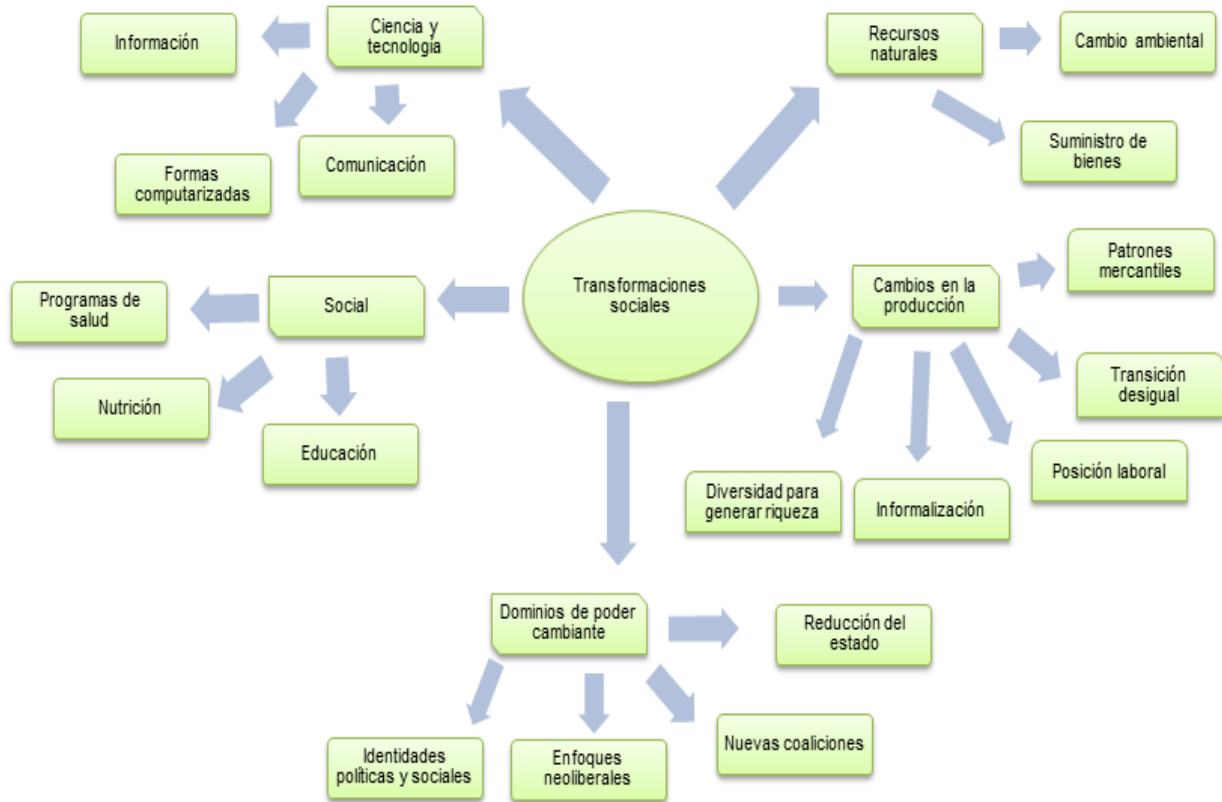 Ciencia y
tecnología
Información
Formas
computarizadas
Comunicación
Recursos
naturales
Cambio ambiental
Suministro de
bienes
Transformaciones
sociales
Social
Programas de
salud
Nutrición
Educación
Cambios en la
producción
Patrones
mercantiles
Transición
desigual
Posición laboral
Informalización
Diversidad para
generar riqueza
Dominios de poder
cambiante
Reducción del
estado
Nuevas coaliciones
Enfoques
neoliberales
Identidades
políticas y sociales